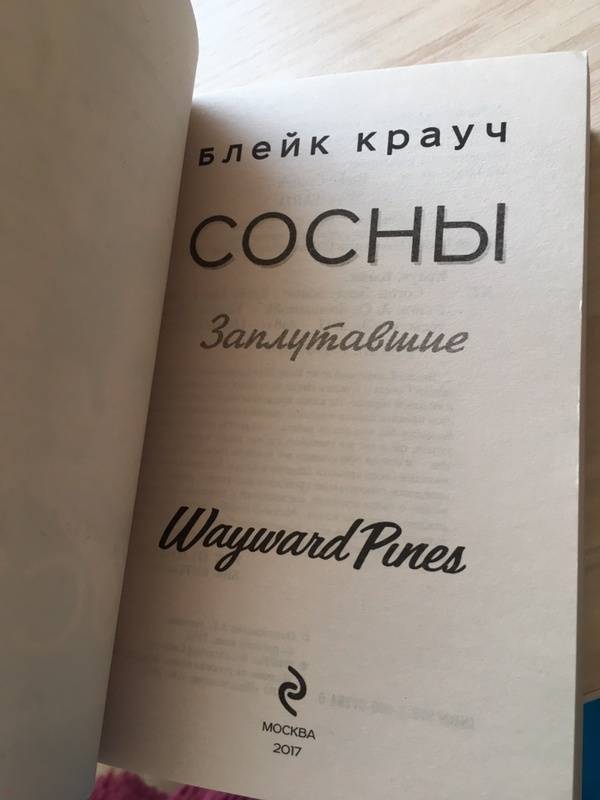 Блейк Крауч
СОСНЫ
Заплутавшие
Wayward Pines
МОСКВА
2017